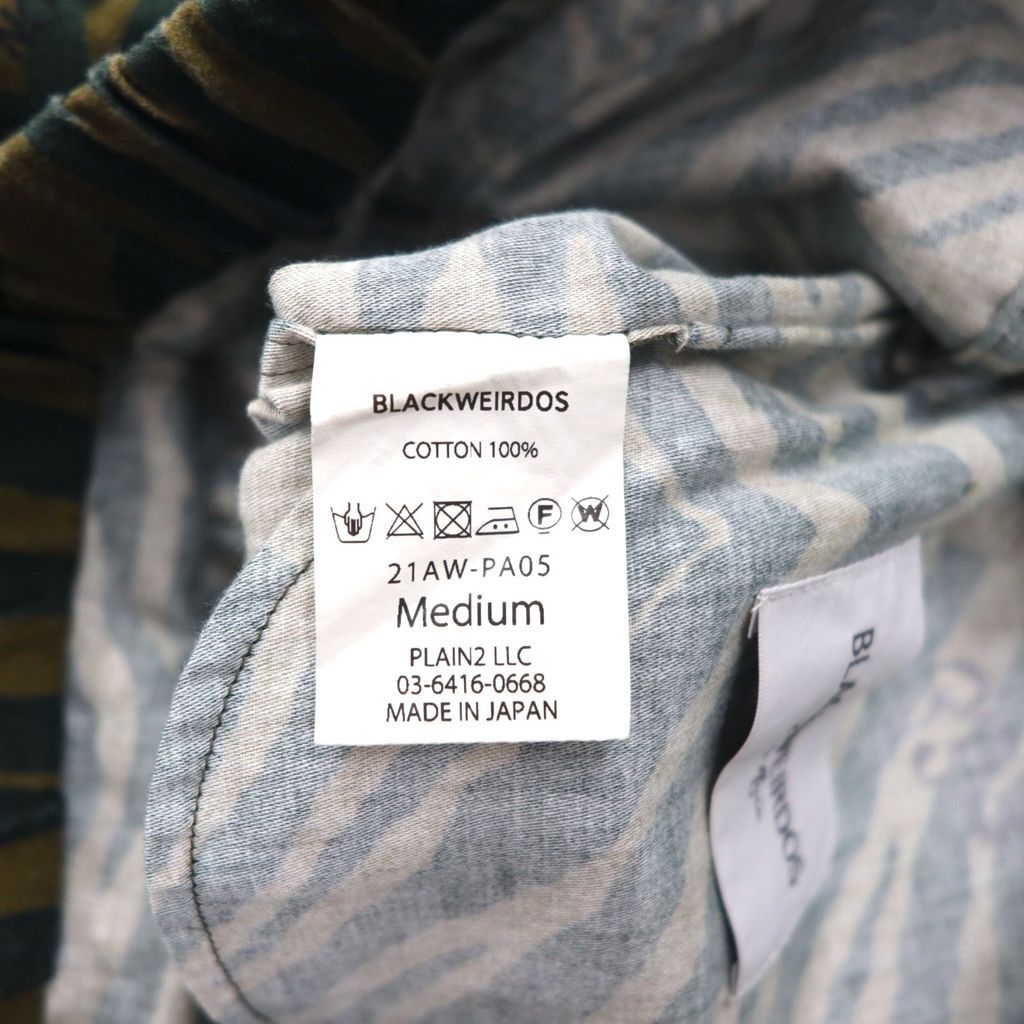 BLACKWEIRDOS
COTTON 100%
F W
21AW-PA05
Medium
PLAIN2 LLC
03-6416-0668
MADE IN JAPAN